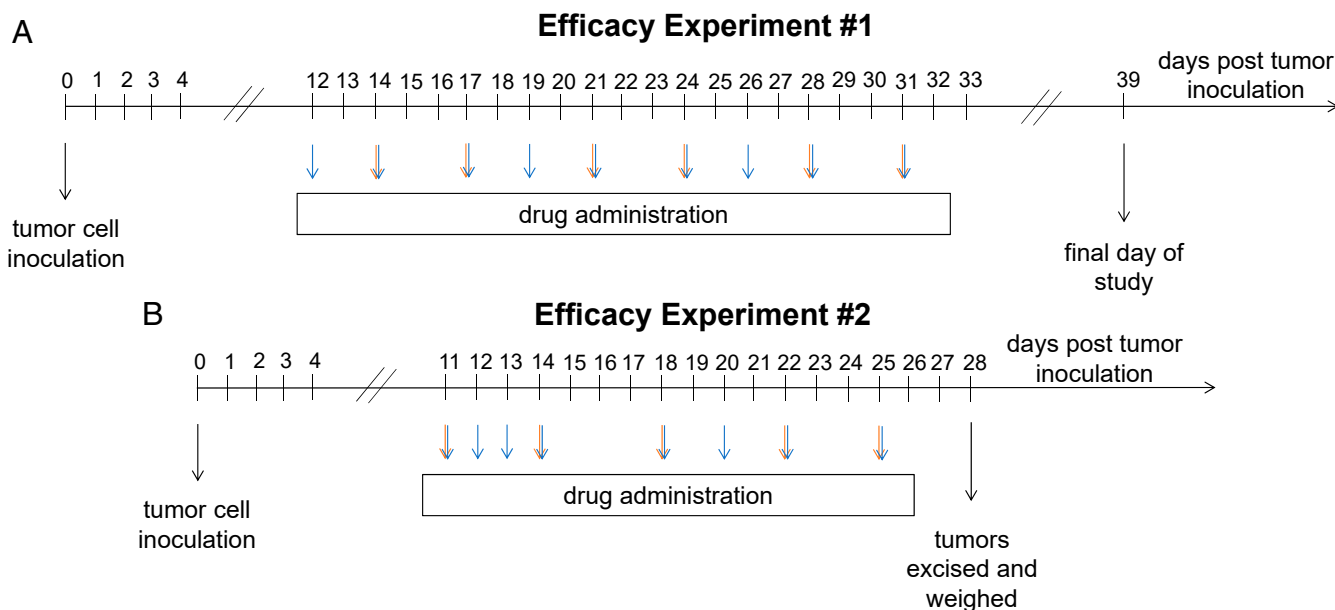 A
Efficacy Experiment #1
days post tumor
inoculation
0 1 2 3 4 12 13 14 15 16 17 18 19 20 21 22 23 24 25 26 27 28 29 30 31 32 33 39
drug administration
tumor cell
inoculation
final day of
study
B
Efficacy Experiment #2
days post tumor
inoculation
0 1 2 3 4 11 12 13 14 15 16 17 18 19 20 21 22 23 24 25 26 27 28
drug administration
tumor cell
inoculation
tumors
excised and
weighed